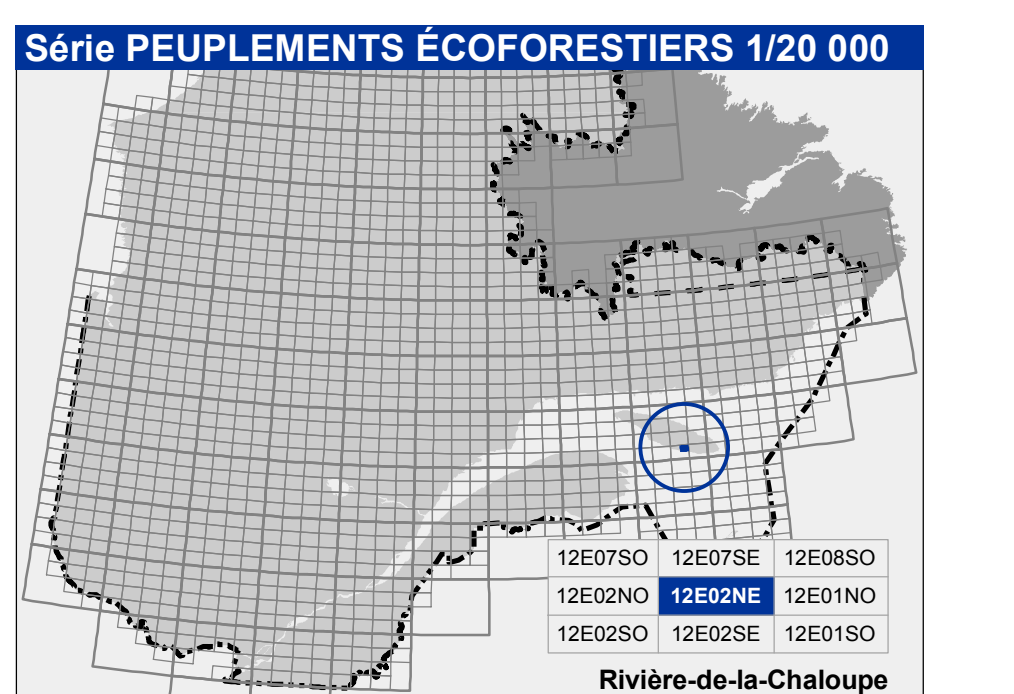 Série PEUPLEMENTS ÉCOFORESTIERS 1/20 000
12E07SO 12E07SE 12E08SO
12E02NO 12E02NE 12E01NO
12E02SO 12E02SE 12E01SO
Rivière-de-la-Chaloupe